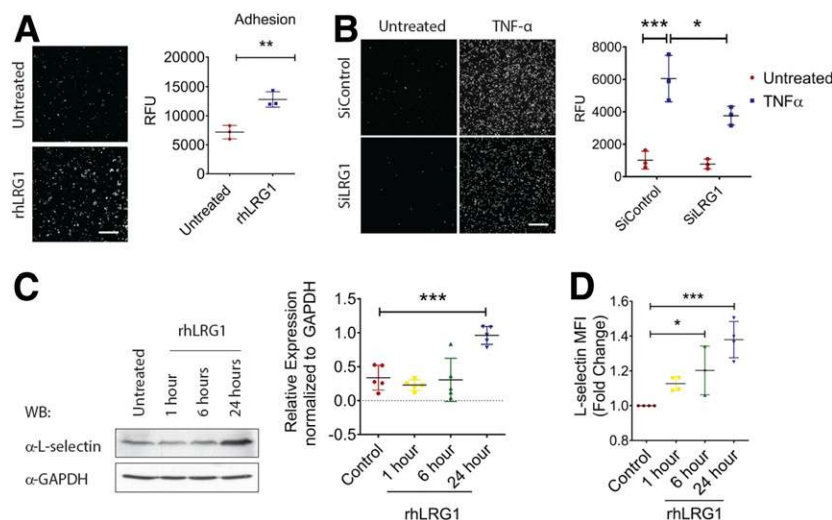 A
Untreated
rhLRG1
Adhesion
**
RFU
20000
15000
10000
5000
0
Untreated
rhLRG1
B
Untreated
TNF-α
SiControl
SiLRG1
***
*
RFU
8000
6000
4000
2000
0
SiControl
SiLRG1
Untreated
TNFα
C
rhLRG1
Untreated
1 hour
6 hours
24 hours
WB:
α-L-selectin
α-GAPDH
Relative Expression
normalized to GAPDH
***
1.5
1.0
0.5
0.0
-0.5
Control
1 hour
6 hour
24 hour
rhLRG1
D
L-selectin MFI
(Fold Change)
***
*
1.6
1.4
1.2
1.0
0.8
Control
1 hour
6 hour
24 hour
rhLRG1